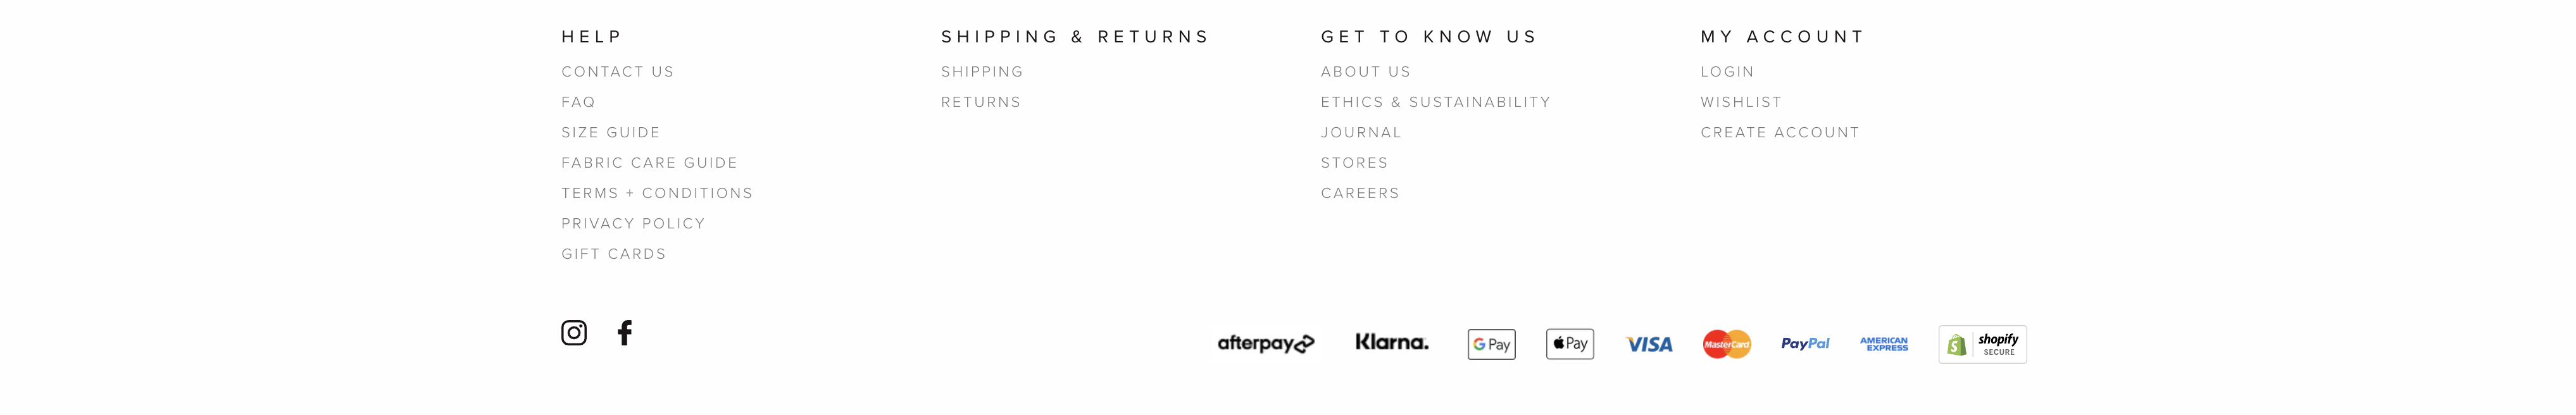 HELP
CONTACT US
FAQ
SIZE GUIDE
FABRIC CARE GUIDE
TERMS + CONDITIONS
PRIVACY POLICY
GIFT CARDS
SHIPPING & RETURNS
SHIPPING
RETURNS
GET TO KNOW US
ABOUT US
ETHICS & SUSTAINABILITY
JOURNAL
STORES
CAREERS
MY ACCOUNT
LOGIN
WISHLIST
CREATE ACCOUNT
afterpay
Klarna.
G Pay
Pay
VISA
MasterCard
PayPal
AMERICAN
EXPRESS
shopify
SECURE